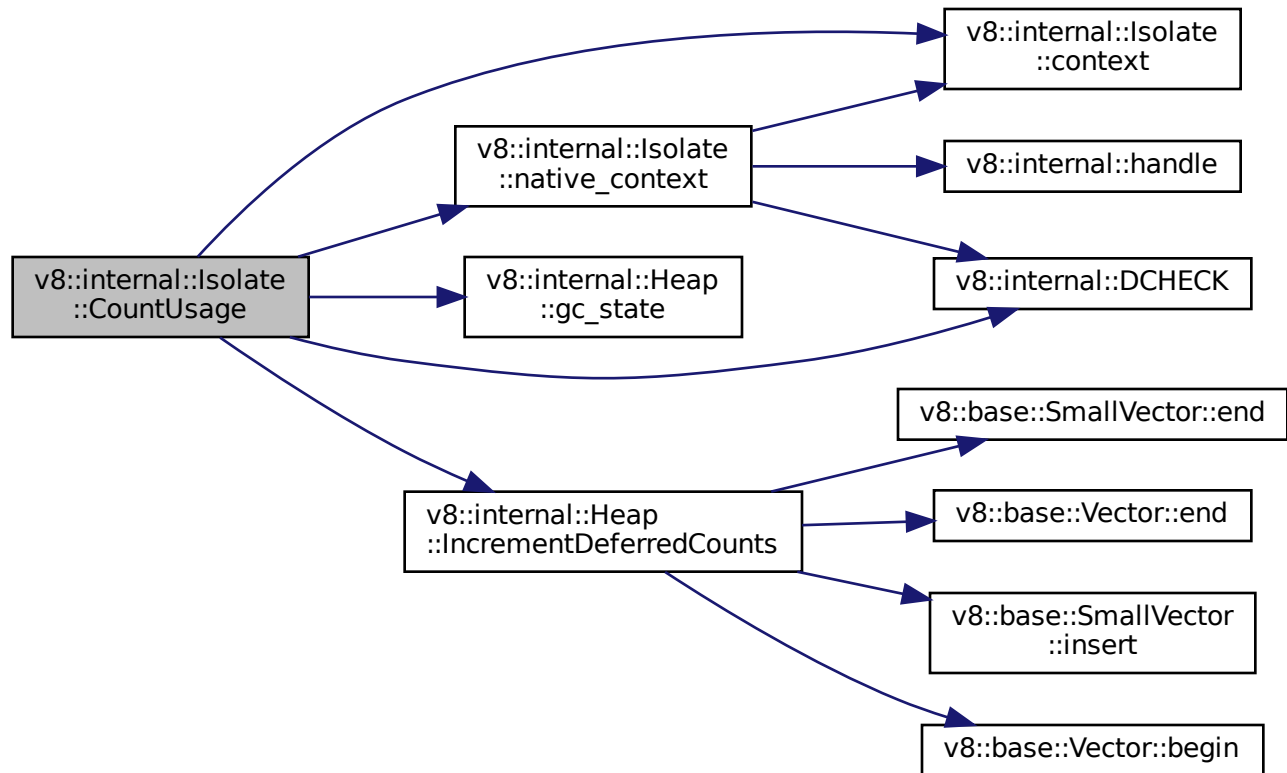 v8::internal::Isolate
::CountUsage
v8::internal::Isolate
::context
v8::internal::Isolate
::native_context
v8::internal::handle
v8::internal::DCHECK
v8::internal::Heap
::gc_state
v8::internal::Heap
::IncrementDeferredCounts
v8::base::SmallVector::end
v8::base::Vector::end
v8::base::SmallVector
::insert
v8::base::Vector::begin